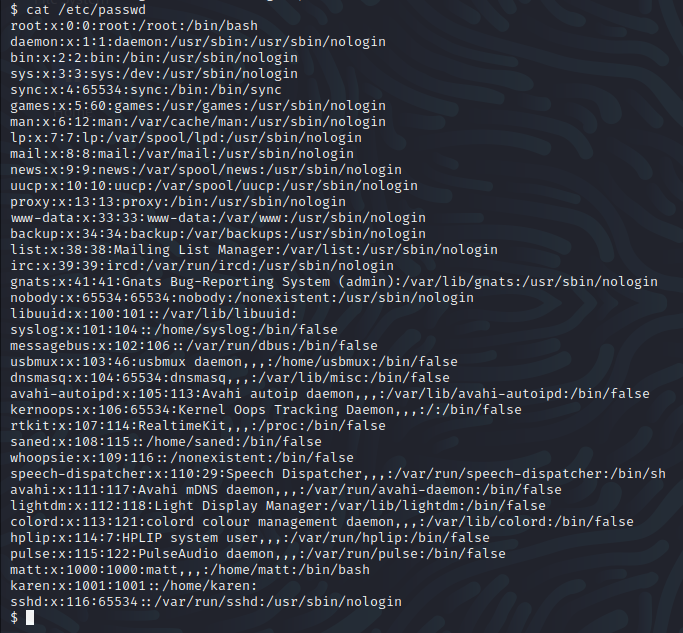 $ cat /etc/passwd
root:x:0:0:root:/root:/bin/bash
daemon:x:1:1:daemon:/usr/sbin:/usr/sbin/nologin
bin:x:2:2:bin:/bin:/usr/sbin/nologin
sys:x:3:3:sys:/dev:/usr/sbin/nologin
sync:x:4:65534:sync:/bin:/bin/sync
games:x:5:60:games:/usr/games:/usr/sbin/nologin
man:x:6:12:man:/var/cache/man:/usr/sbin/nologin
lp:x:7:7:lp:/var/spool/lpd:/usr/sbin/nologin
mail:x:8:8:mail:/var/mail:/usr/sbin/nologin
news:x:9:9:news:/var/spool/news:/usr/sbin/nologin
uucp:x:10:10:uucp:/var/spool/uucp:/usr/sbin/nologin
proxy:x:13:13:proxy:/bin:/usr/sbin/nologin
www-data:x:33:33:www-data:/var/www:/usr/sbin/nologin
backup:x:34:34:backup:/var/backups:/usr/sbin/nologin
list:x:38:38:Mailing List Manager:/var/list:/usr/sbin/nologin
irc:x:39:39:ircd:/var/run/ircd:/usr/sbin/nologin
gnats:x:41:41:Gnats Bug-Reporting System (admin):/var/lib/gnats:/usr/sbin/nologin
nobody:x:65534:65534:nobody:/nonexistent:/usr/sbin/nologin
libuuid:x:100:101::/var/lib/libuuid:
syslog:x:101:104::/home/syslog:/bin/false
messagebus:x:102:106::/var/run/dbus:/bin/false
usbmux:x:103:46:usbmux daemon,,,:/home/usbmux:/bin/false
dnsmasq:x:104:65534:dnsmasq,,,:/var/lib/misc:/bin/false
avahi-autoipd:x:105:113:Avahi autoip daemon,,,:/var/lib/avahi-autoipd:/bin/false
kernoops:x:106:65534:Kernel Oops Tracking Daemon,,,:/:/bin/false
rtkit:x:107:114:RealtimeKit,,,:/proc:/bin/false
saned:x:108:115::/home/saned:/bin/false
whoopsie:x:109:116::/nonexistent:/bin/false
speech-dispatcher:x:110:29:Speech Dispatcher,,,:/var/run/speech-dispatcher:/bin/sh
avahi:x:111:117:Avahi mDNS daemon,,,:/var/run/avahi-daemon:/bin/false
lightdm:x:112:118:Light Display Manager:/var/lib/lightdm:/bin/false
colord:x:113:121:colord colour management daemon,,,:/var/lib/colord:/bin/false
hplip:x:114:7:HPLIP system user,,,:/var/run/hplip:/bin/false
pulse:x:115:122:PulseAudio daemon,,,:/var/run/pulse:/bin/false
matt:x:1000:1000:matt,,,:/home/matt:/bin/bash
karen:x:1001:1001::/home/karen:
sshd:x:116:65534::/var/run/sshd:/usr/sbin/nologin
$